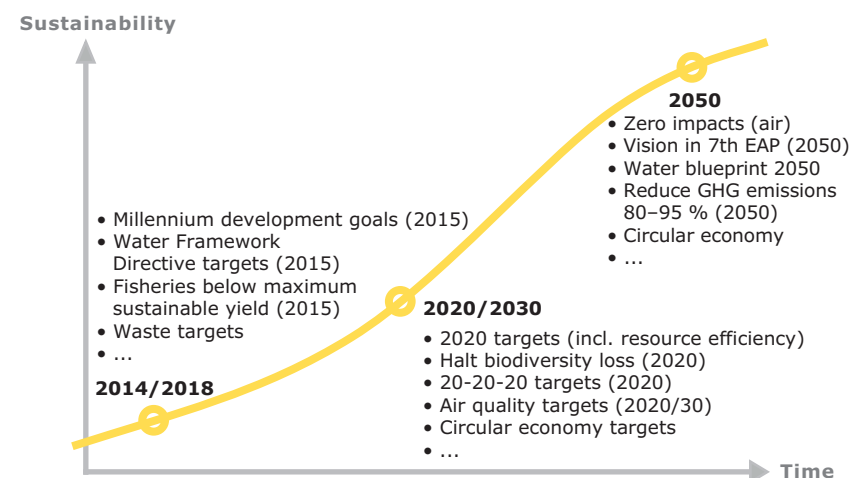 Sustainability
2050
• Zero impacts (air)
• Vision in 7th EAP (2050)
• Water blueprint 2050
• Reduce GHG emissions
80–95 % (2050)
• Circular economy
• ...
• Millennium development goals (2015)
• Water Framework
Directive targets (2015)
• Fisheries below maximum
sustainable yield (2015)
• Waste targets
• ...
2014/2018
2020/2030
• 2020 targets (incl. resource efficiency)
• Halt biodiversity loss (2020)
• 20-20-20 targets (2020)
• Air quality targets (2020/30)
• Circular economy targets
• ...
Time